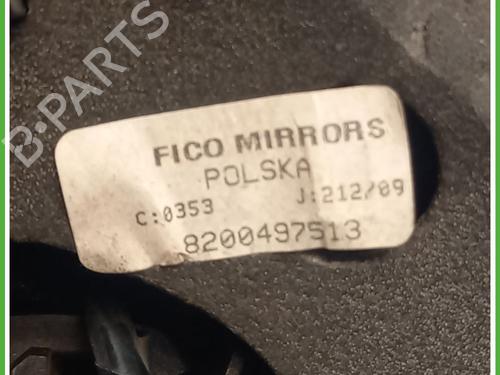 B-PARTS
FICO MIRRORS
POLSKA
C:0353 J:212/09
8200497513